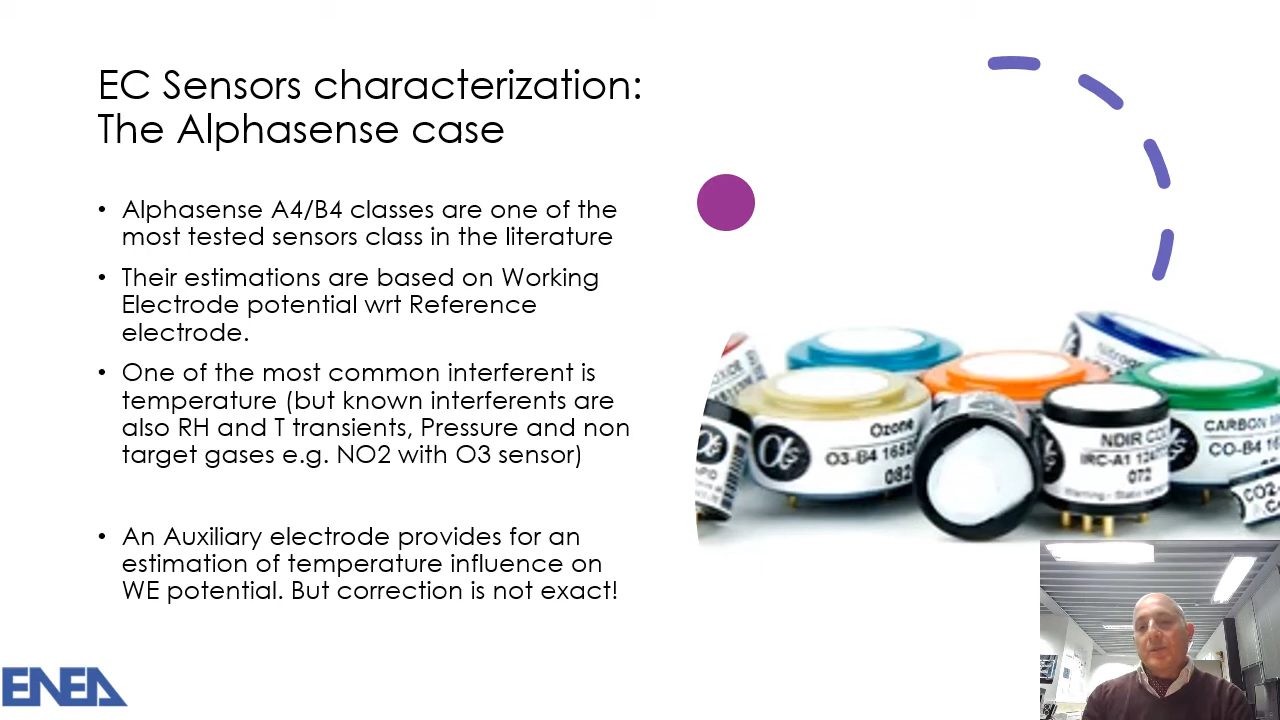 EC Sensors characterization:
The Alphasense case
• Alphasense A4/B4 classes are one of the
most tested sensors class in the literature
• Their estimations are based on Working
Electrode potential wrt Reference
electrode.
• One of the most common interferent is
temperature (but known interferents are
also RH and T transients, Pressure and non
target gases e.g. NO2 with O3 sensor)
• An Auxiliary electrode provides for an
estimation of temperature influence on
WE potential. But correction is not exact!
Ozone
O3-B4
082
NDIR
IRC-A1
072
CARBON
CO-B4
CO2-
ENEA